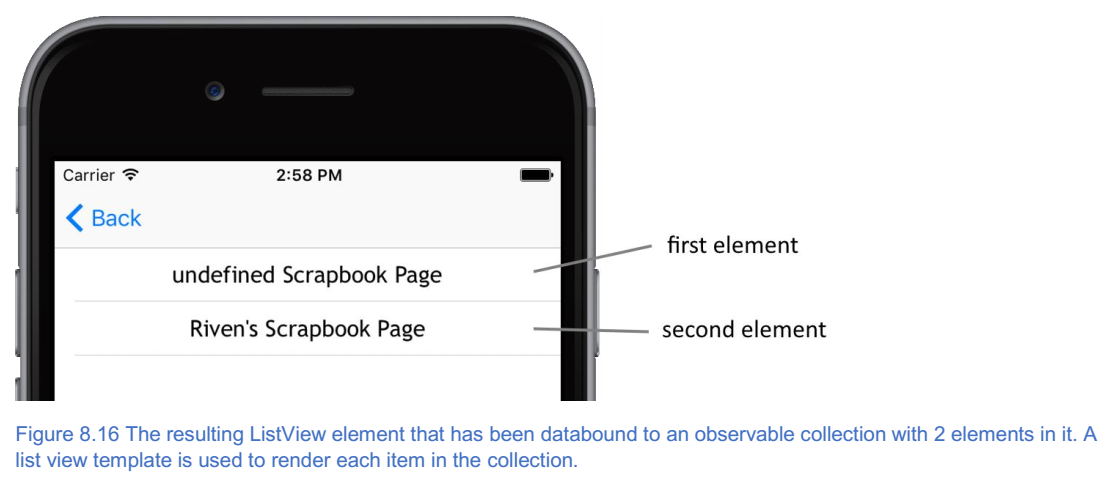 Carrier 2:58 PM
Back
undefined Scrapbook Page
first element
Riven's Scrapbook Page
second element
Figure 8.16 The resulting ListView element that has been databound to an observable collection with 2 elements in it. A
list view template is used to render each item in the collection.